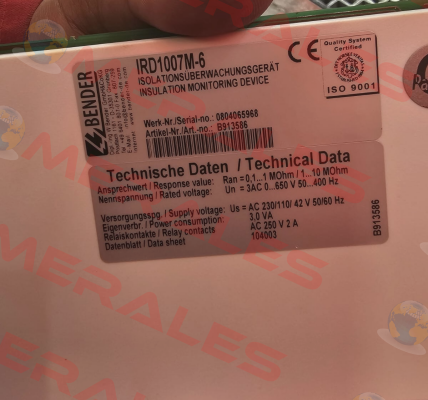 BENDER
IRD1007M-6
ISOLATIONSÜBERWACHUNGSGERÄT
INSULATION MONITORING DEVICE
Werk-Nr./Serial-no.: 0804065968
Artikel-Nr./Art.-no.: B913586
CE
Quality System
Certified
ISO 9001
Technische Daten / Technical Data
Ansprechwert / Response value: Ran = 0,1...1 MOhm / 1...10 MOhm
Nennspannung / Rated voltage: Un = 3AC 0...650 V 50...400 Hz
Versorgungsspg. / Supply voltage: Us = AC 230/110/ 42 V 50/60 Hz
Eigenverbr. / Power consumption: 3,0 VA
Relaiskontakte / Relay contacts AC 250 V 2 A
Datenblatt / Data sheet 104003
B913586
MERALES